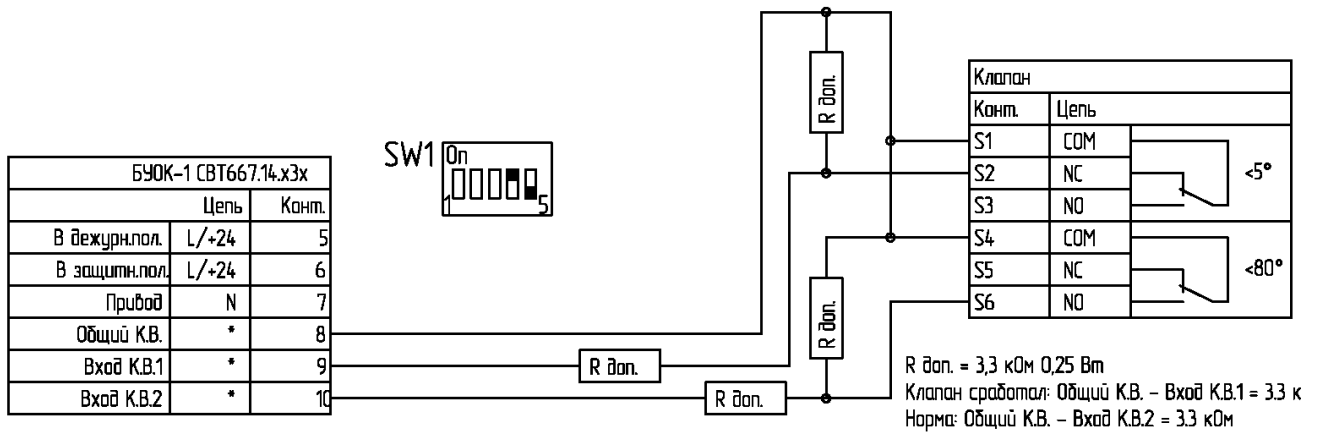 БУОК-1 СВТ667.14.х3х
Цепь Конт.
В дежурн.пол. L/+24 5
В защитн.пол. L/+24 6
Привод N 7
Общий К.В. * 8
Вход К.В.1 * 9
Вход К.В.2 * 10
SW1
On
1 5
R доп.
R доп.
R доп.
R доп.
Клапан
Конт. Цепь
S1 COM
S2 NC
S3 NO
<5°
S4 COM
S5 NC
S6 NO
<80°
R доп. = 3,3 кОм 0,25 Вт
Клапан сработал: Общий К.В. – Вход К.В.1 = 3.3 к
Норма: Общий К.В. – Вход К.В.2 = 3.3 кОм